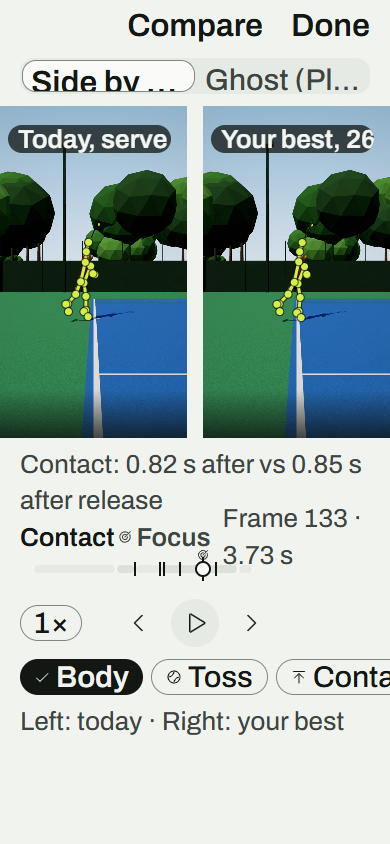 Compare Done
Side by … Ghost (Pl…
Today, serve
Your best, 26
Contact: 0.82 s after vs 0.85 s
after release
Frame 133 ·
3.73 s
Contact Focus
1×
Body Toss Conta
Left: today · Right: your best